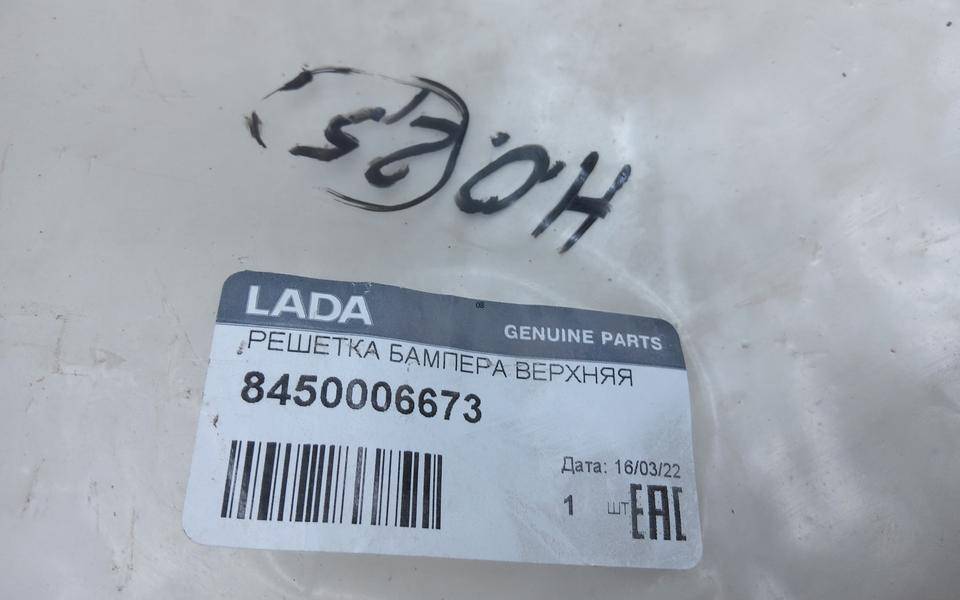 LADA
GENUINE PARTS
РЕШЕТКА БАМПЕРА ВЕРХНЯЯ
8450006673
Дата: 16/03/22
1 шт
EAC